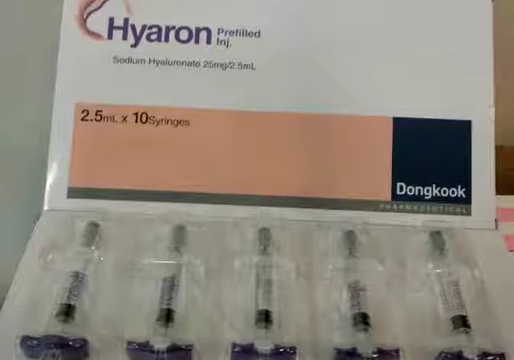 Hyaron Prefilled Inj.
Sodium Hyaluronate 25mg/2.5mL
2.5mL x 10Syringes
Dongkook
PHARMACEUTICAL